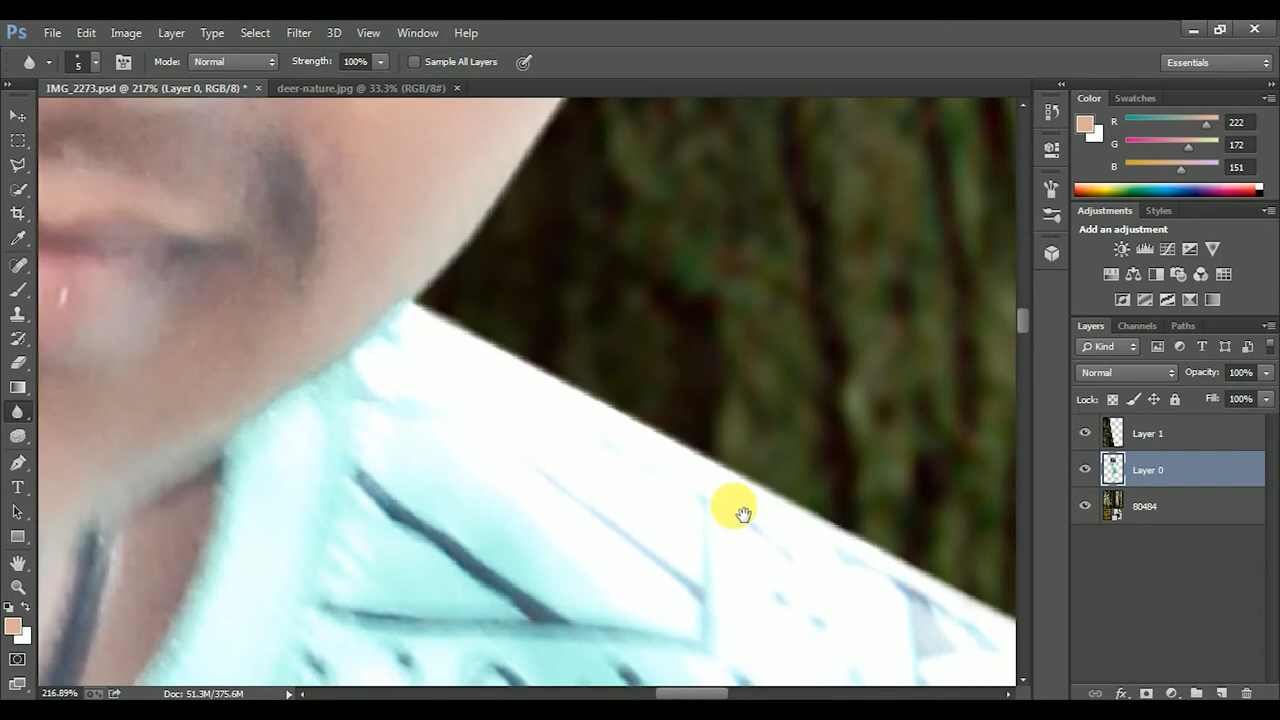 Ps File Edit Image Layer Type Select Filter 3D View Window Help
5 Mode: Normal Strength: 100% Sample All Layers Essentials
IMG_2273.psd @ 217% (Layer 0, RGB/8) * × deer-nature.jpg @ 33.3% (RGB/8#) ×
Color Swatches
R 222
G 172
B 151
Adjustments Styles
Add an adjustment
Layers Channels Paths
Kind
Normal Opacity: 100%
Lock: Fill: 100%
Layer 1
Layer 0
80484
216.89% Doc: 51.3M/375.6M